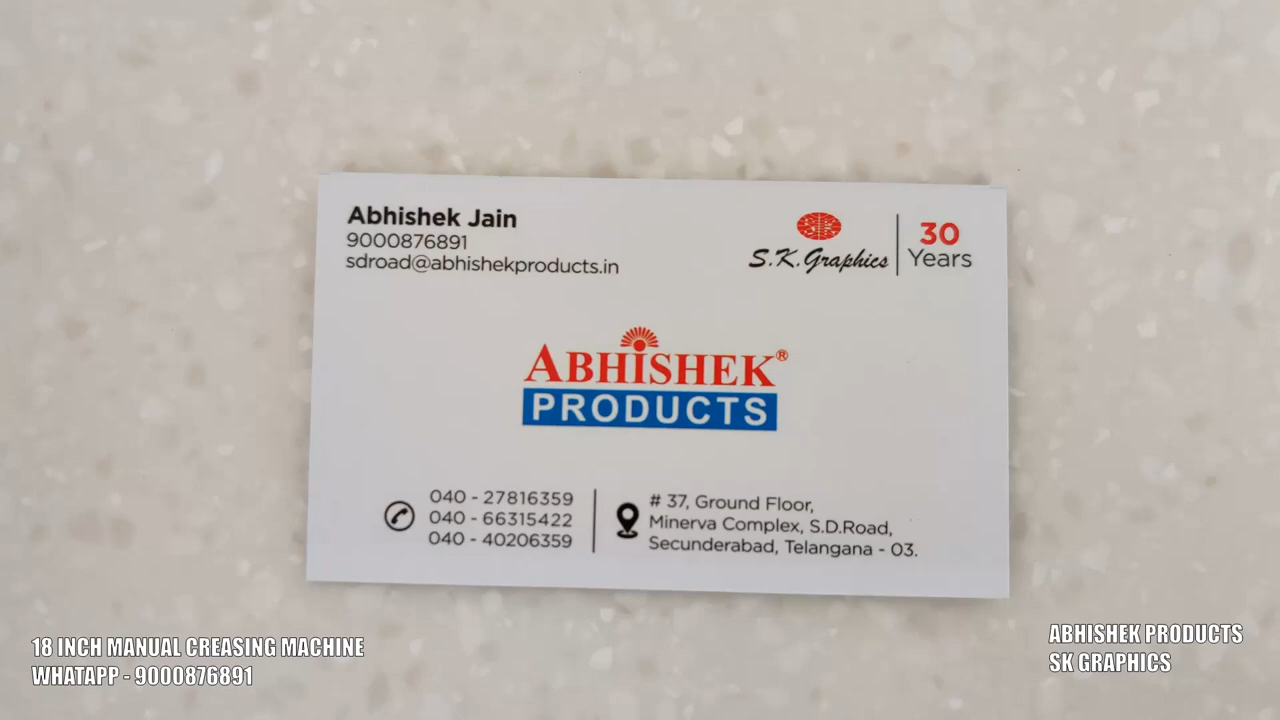 Abhishek Jain
9000876891
sdroad@abhishekproducts.in
S.K.Graphics
30
Years
ABHISHEK®
PRODUCTS
040 - 27816359
040 - 66315422
040 - 40206359
# 37, Ground Floor,
Minerva Complex, S.D.Road,
Secunderabad, Telangana - 03.
18 INCH MANUAL CREASING MACHINE
WHATAPP - 9000876891
ABHISHEK PRODUCTS
SK GRAPHICS